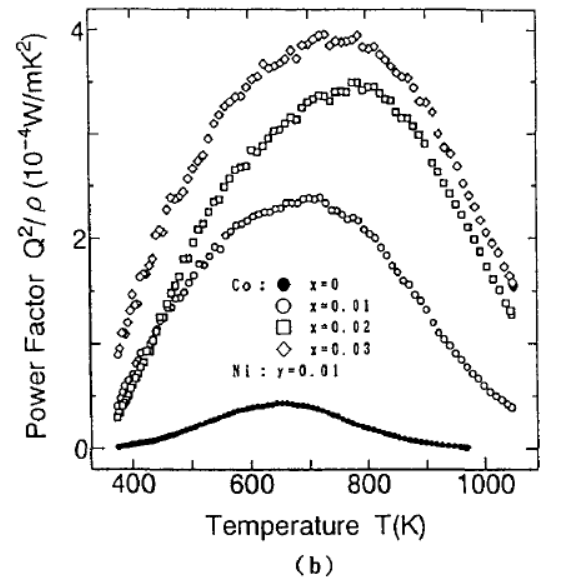 4
2
0
Power Factor Q²/ρ (10⁻⁴W/mK²)
Co: ● x=0
○ x=0.01
□ x=0.02
◇ x=0.03
Ni: y=0.01
400 600 800 1000
Temperature T(K)
(b)